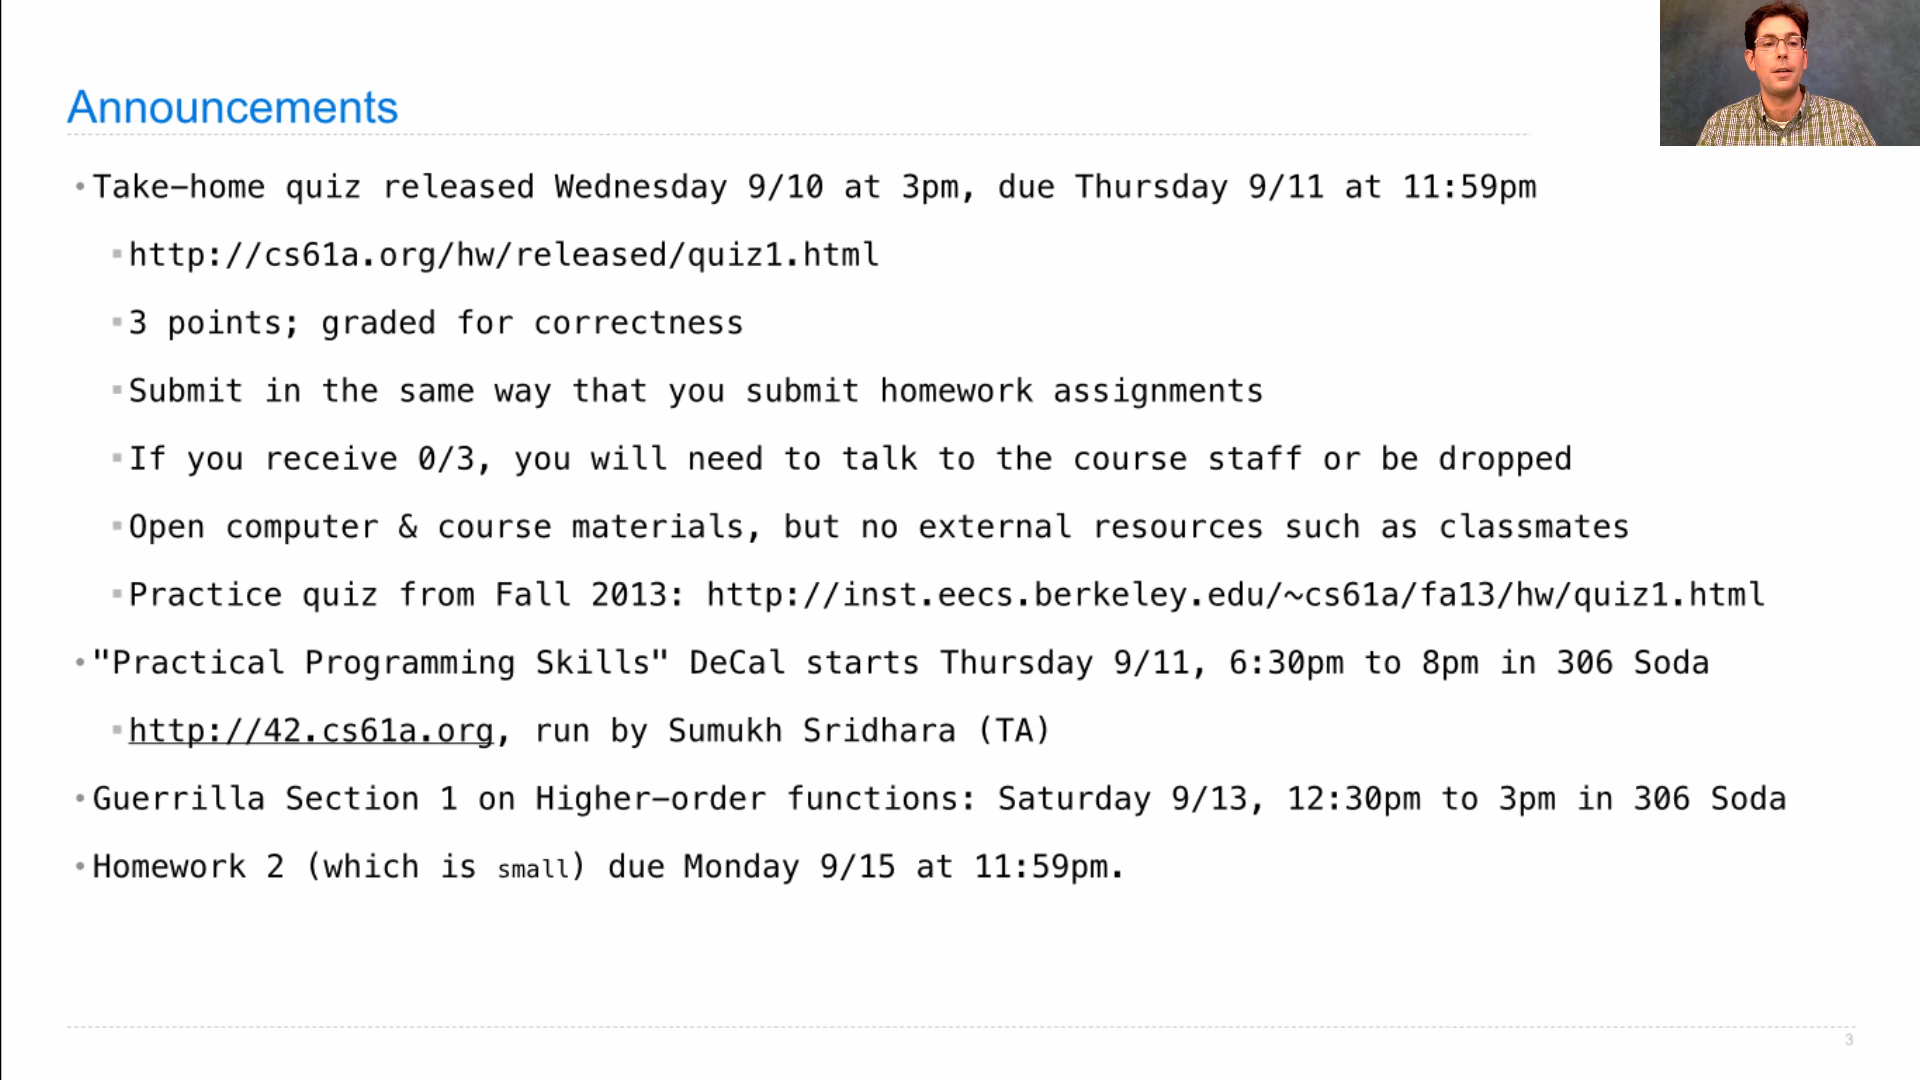 Announcements
•Take-home quiz released Wednesday 9/10 at 3pm, due Thursday 9/11 at 11:59pm
▪http://cs61a.org/hw/released/quiz1.html
▪3 points; graded for correctness
▪Submit in the same way that you submit homework assignments
▪If you receive 0/3, you will need to talk to the course staff or be dropped
▪Open computer & course materials, but no external resources such as classmates
▪Practice quiz from Fall 2013: http://inst.eecs.berkeley.edu/~cs61a/fa13/hw/quiz1.html
•"Practical Programming Skills" DeCal starts Thursday 9/11, 6:30pm to 8pm in 306 Soda
▪http://42.cs61a.org, run by Sumukh Sridhara (TA)
•Guerrilla Section 1 on Higher-order functions: Saturday 9/13, 12:30pm to 3pm in 306 Soda
•Homework 2 (which is small) due Monday 9/15 at 11:59pm.
3